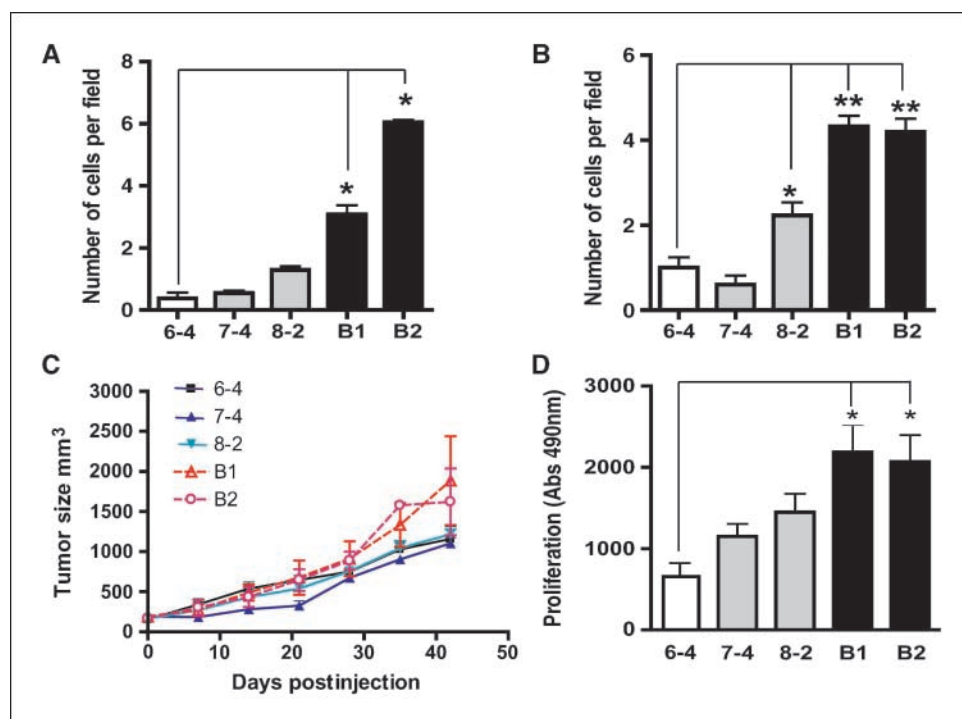 A
Number of cells per field
8
6
4
2
0
*
*
6-4
7-4
8-2
B1
B2
B
Number of cells per field
6
4
2
0
*
**
**
6-4
7-4
8-2
B1
B2
C
Tumor size mm³
3000
2500
2000
1500
1000
500
0
6-4
7-4
8-2
B1
B2
0 10 20 30 40 50
Days postinjection
D
Proliferation (Abs 490nm)
3000
2000
1000
0
*
*
6-4
7-4
8-2
B1
B2